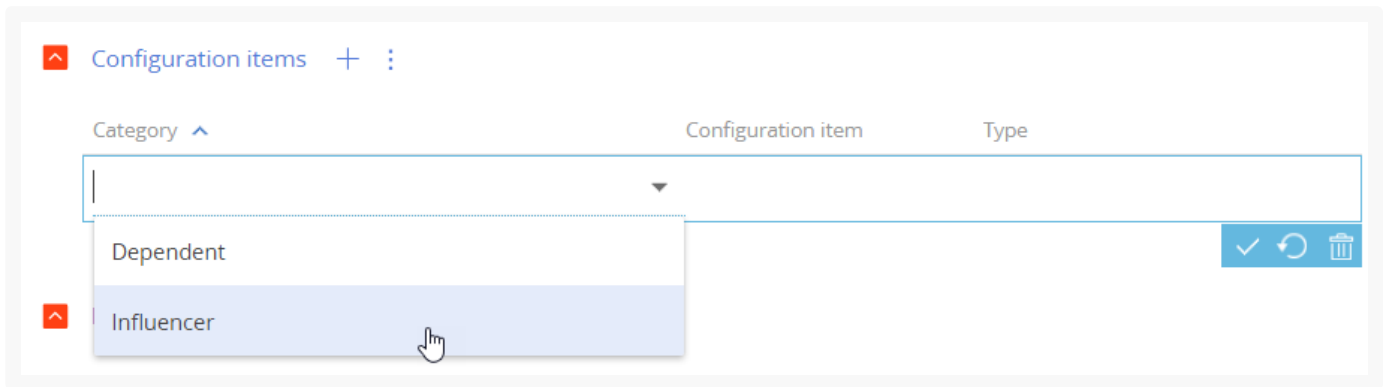 Configuration items
Category Configuration item Type
Dependent
Influencer